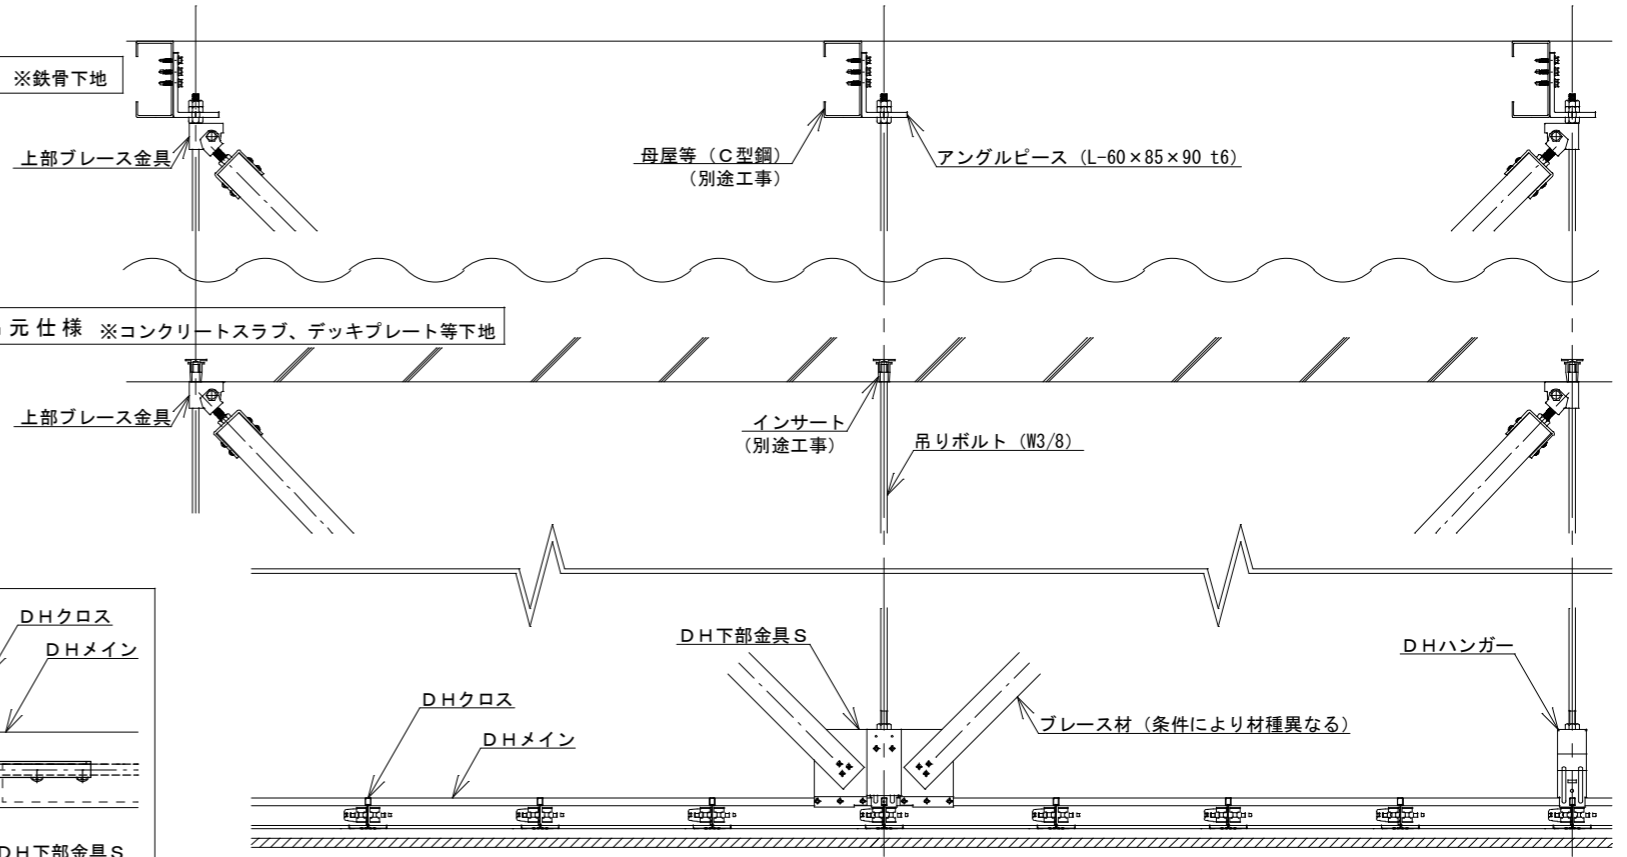 ※鉄骨下地
上部ブレース金具
母屋等（C型鋼）
（別途工事）
アングルピース（L-60×85×90 t6）
元仕様 ※コンクリートスラブ、デッキプレート等下地
上部ブレース金具
インサート
（別途工事）
吊りボルト（W3/8）
DHクロス
DHメイン
DH下部金具S
DHハンガー
DHクロス
DHメイン
ブレース材（条件により材種異なる）
DH下部金具S